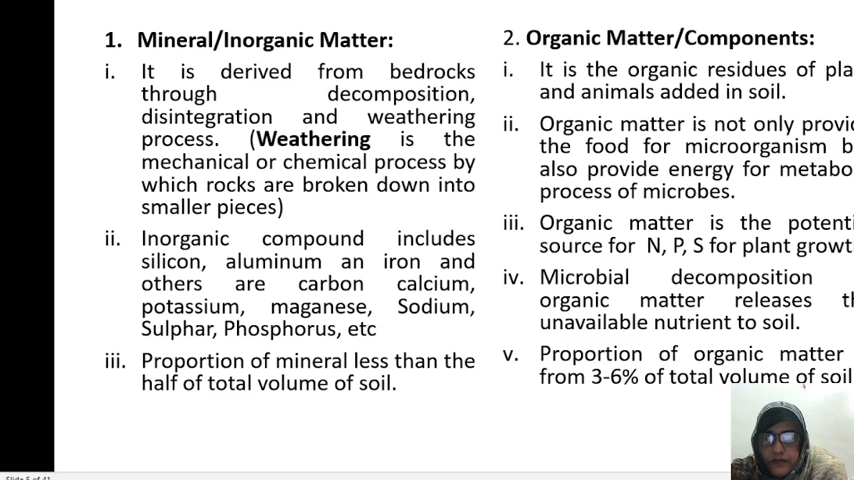 1. Mineral/Inorganic Matter:
i. It is derived from bedrocks
through decomposition,
disintegration and weathering
process. (Weathering is the
mechanical or chemical process by
which rocks are broken down into
smaller pieces)
ii. Inorganic compound includes
silicon, aluminum an iron and
others are carbon calcium,
potassium, maganese, Sodium,
Sulphar, Phosphorus, etc
iii. Proportion of mineral less than the
half of total volume of soil.
2. Organic Matter/Components:
i. It is the organic residues of pla
and animals added in soil.
ii. Organic matter is not only provid
the food for microorganism b
also provide energy for metabo
process of microbes.
iii. Organic matter is the potenti
source for N, P, S for plant growt
iv. Microbial decomposition
organic matter releases th
unavailable nutrient to soil.
v. Proportion of organic matter
from 3-6% of total volume of soil
Slide 5 of 41